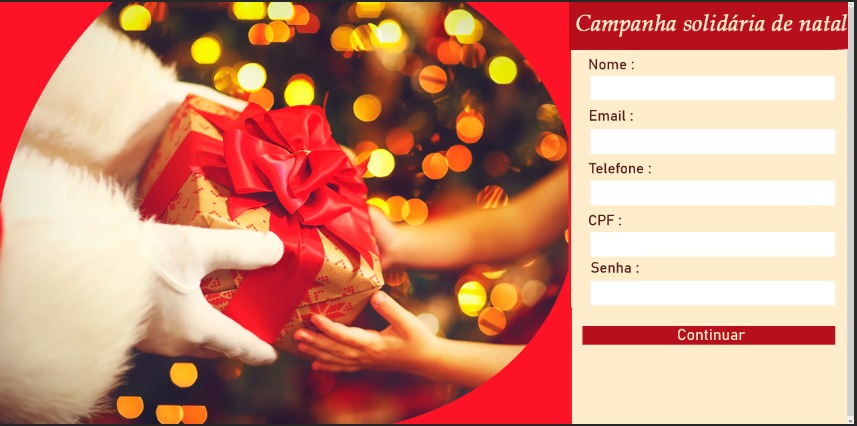 Campanha solidária de natal
Nome :
Email :
Telefone :
CPF :
Senha :
Continuar